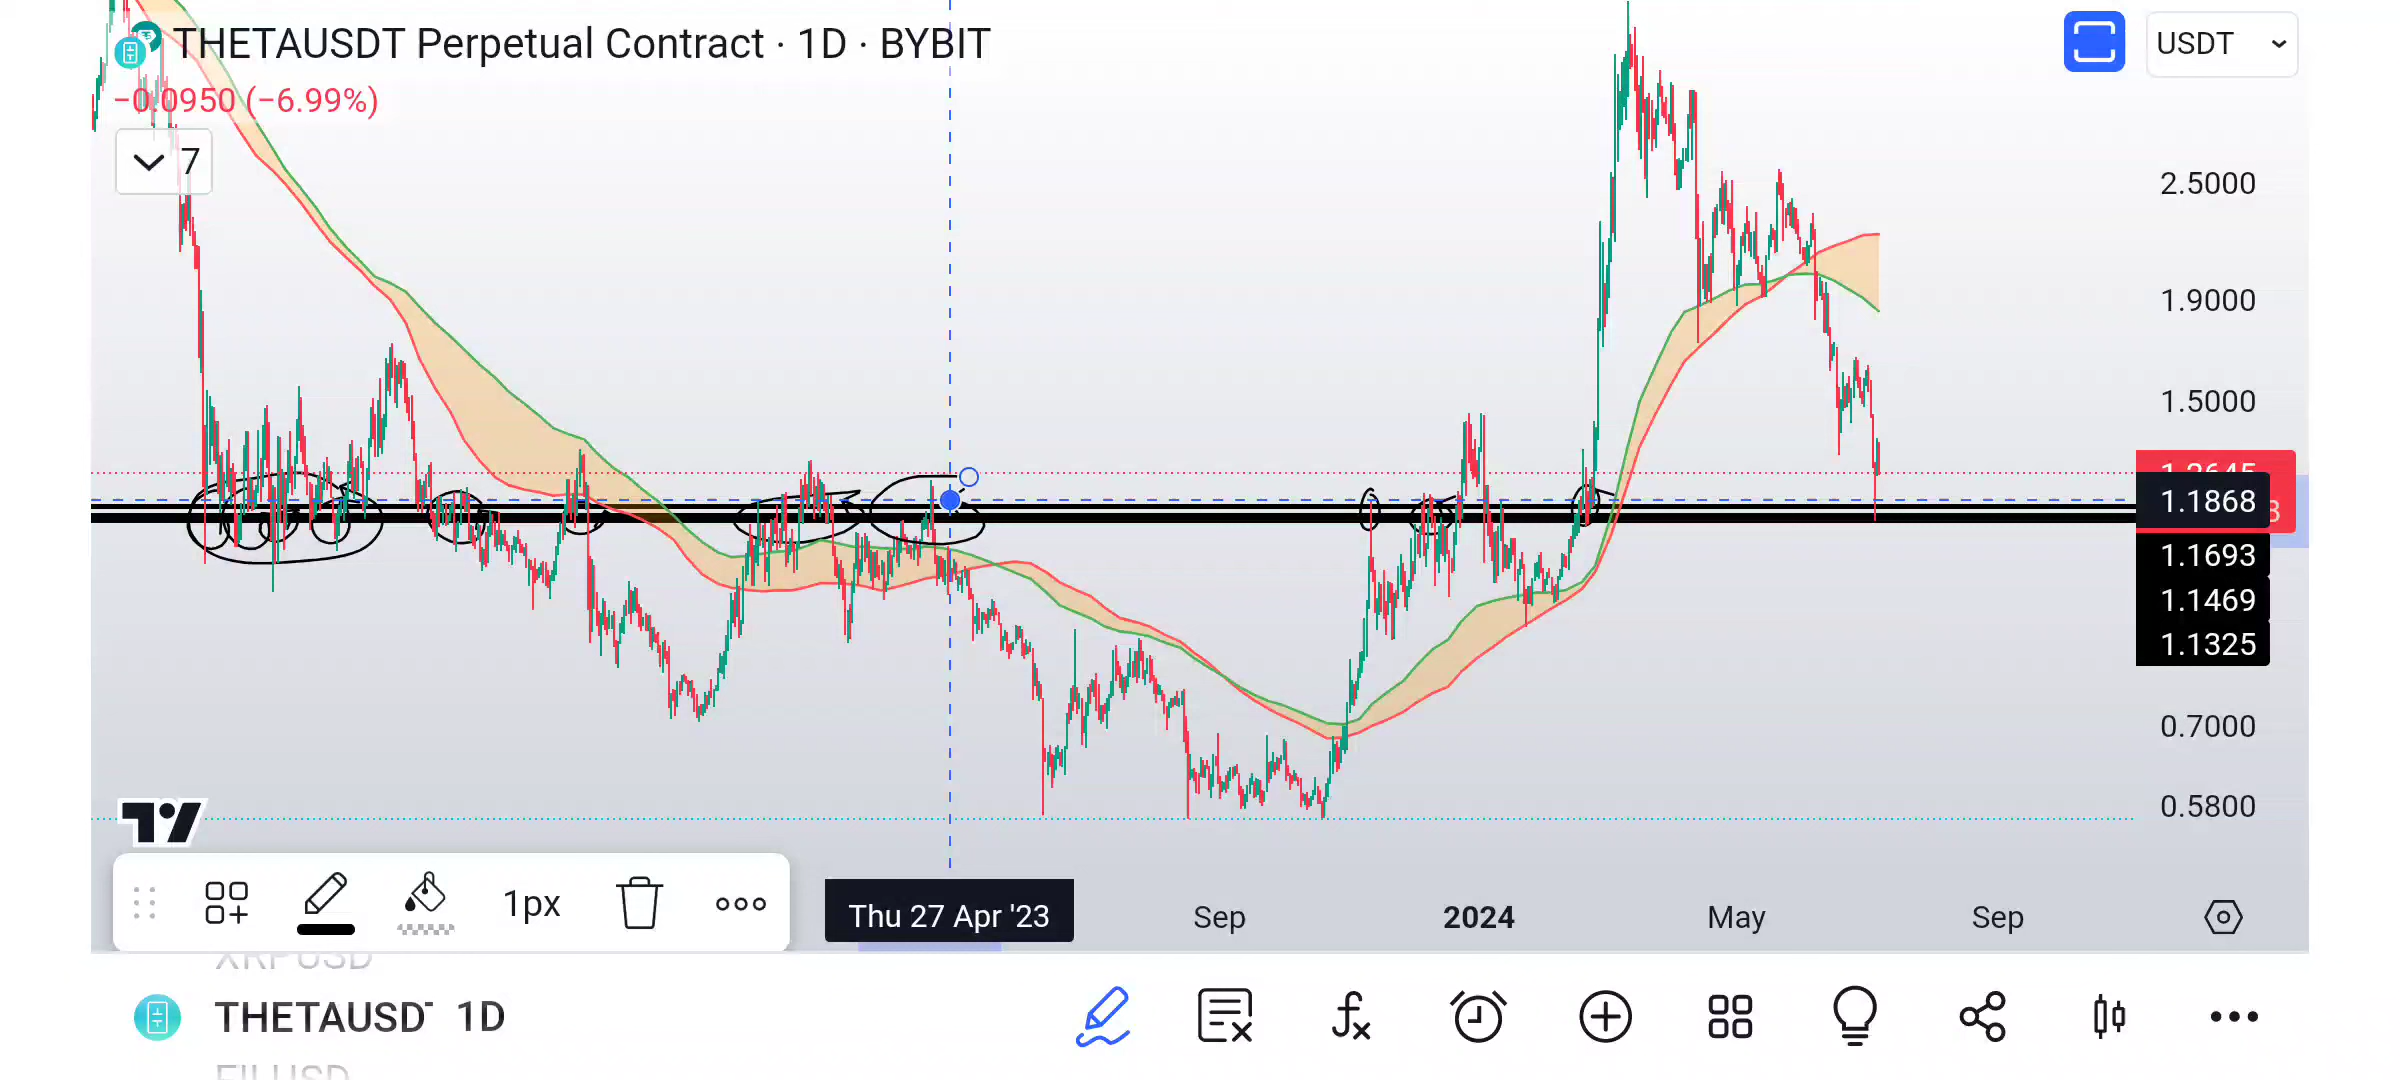 THETAUSDT Perpetual Contract · 1D · BYBIT
USDT
−0.0950 (−6.99%)
7
2.5000
1.9000
1.5000
1.1868
1.1693
1.1469
1.1325
0.7000
0.5800
1px
Thu 27 Apr '23
Sep
2024
May
Sep
XRPUSD
THETAUSD 1D
FILUSD